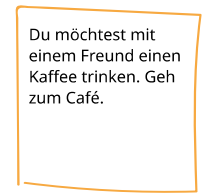 Du möchtest mit
einem Freund einen
Kaffee trinken. Geh
zum Café.